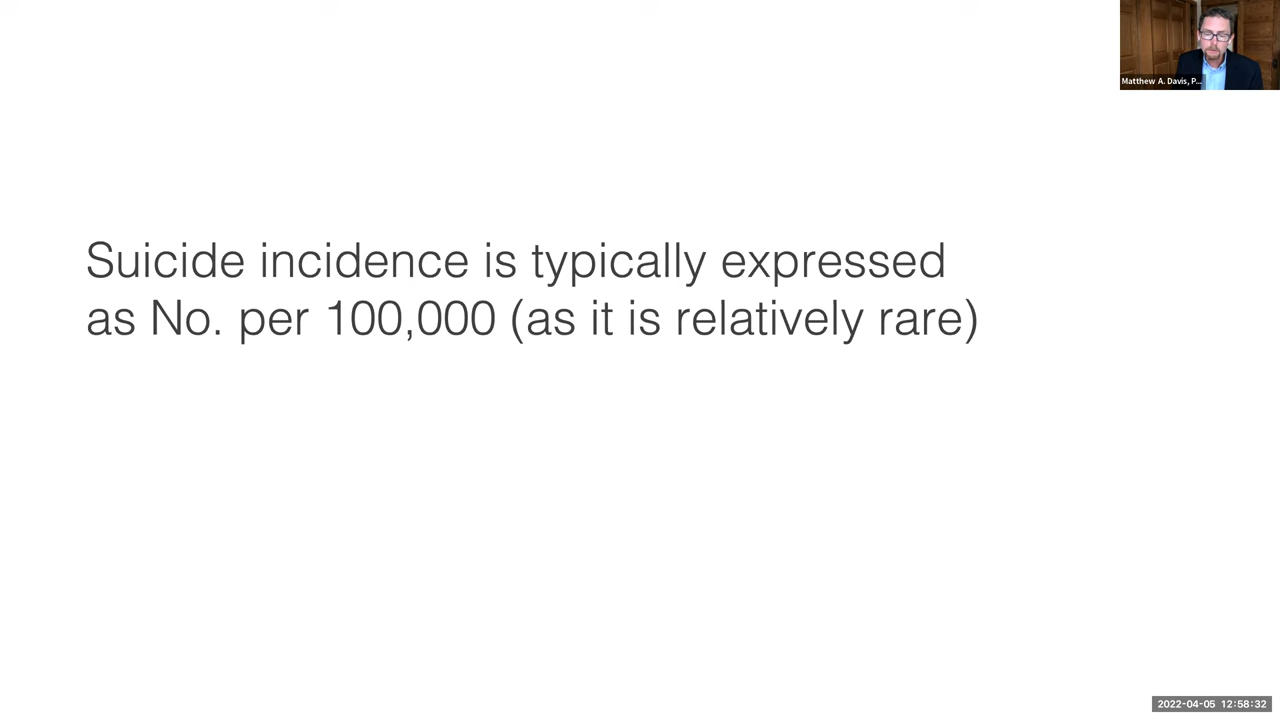 Matthew A. Davis, P...
Suicide incidence is typically expressed
as No. per 100,000 (as it is relatively rare)
2022-04-05 12:58:32